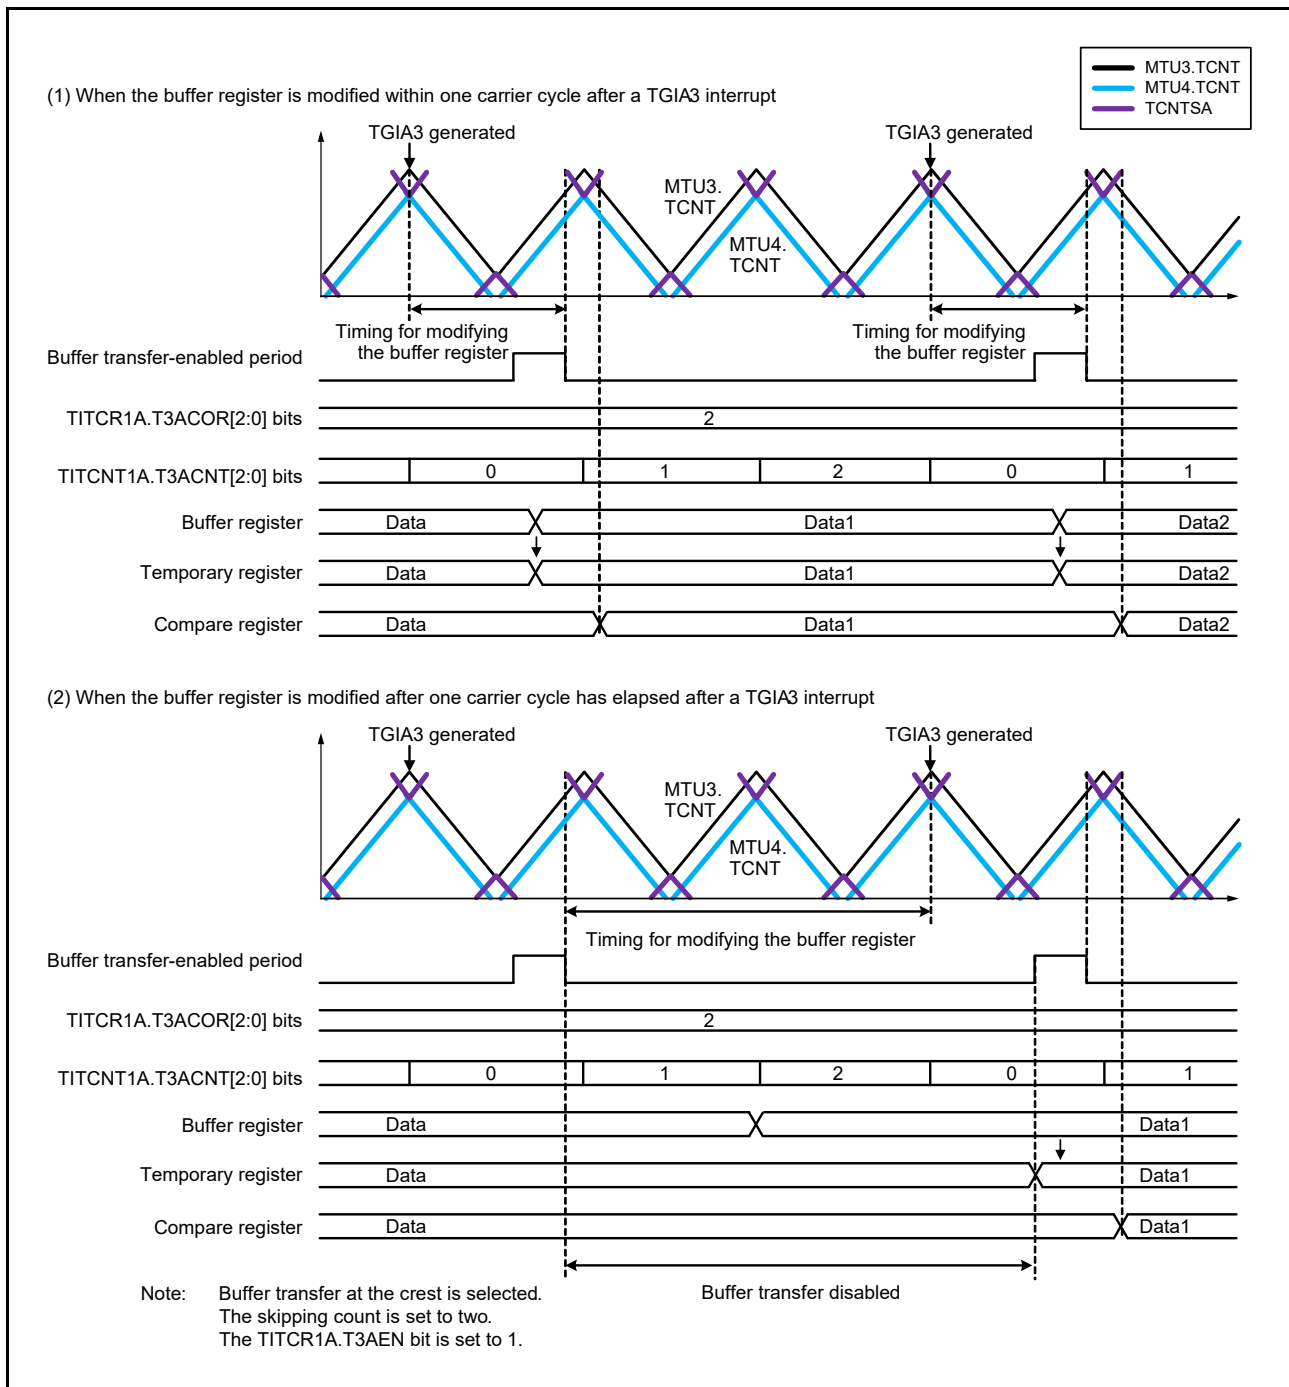 MTU3.TCNT
MTU4.TCNT
TCNTSA
(1) When the buffer register is modified within one carrier cycle after a TGIA3 interrupt
TGIA3 generated
TGIA3 generated
MTU3.
TCNT
MTU4.
TCNT
Timing for modifying
the buffer register
Timing for modifying
the buffer register
Buffer transfer-enabled period
TITCR1A.T3ACOR[2:0] bits
2
TITCNT1A.T3ACNT[2:0] bits
0 1 2 0 1
Buffer register
Data Data1 Data2
Temporary register
Data Data1 Data2
Compare register
Data Data1 Data2
(2) When the buffer register is modified after one carrier cycle has elapsed after a TGIA3 interrupt
TGIA3 generated
TGIA3 generated
MTU3.
TCNT
MTU4.
TCNT
Timing for modifying the buffer register
Buffer transfer-enabled period
TITCR1A.T3ACOR[2:0] bits
2
TITCNT1A.T3ACNT[2:0] bits
0 1 2 0 1
Buffer register
Data Data1
Temporary register
Data Data1
Compare register
Data Data1
Buffer transfer disabled
Note: Buffer transfer at the crest is selected.
The skipping count is set to two.
The TITCR1A.T3AEN bit is set to 1.